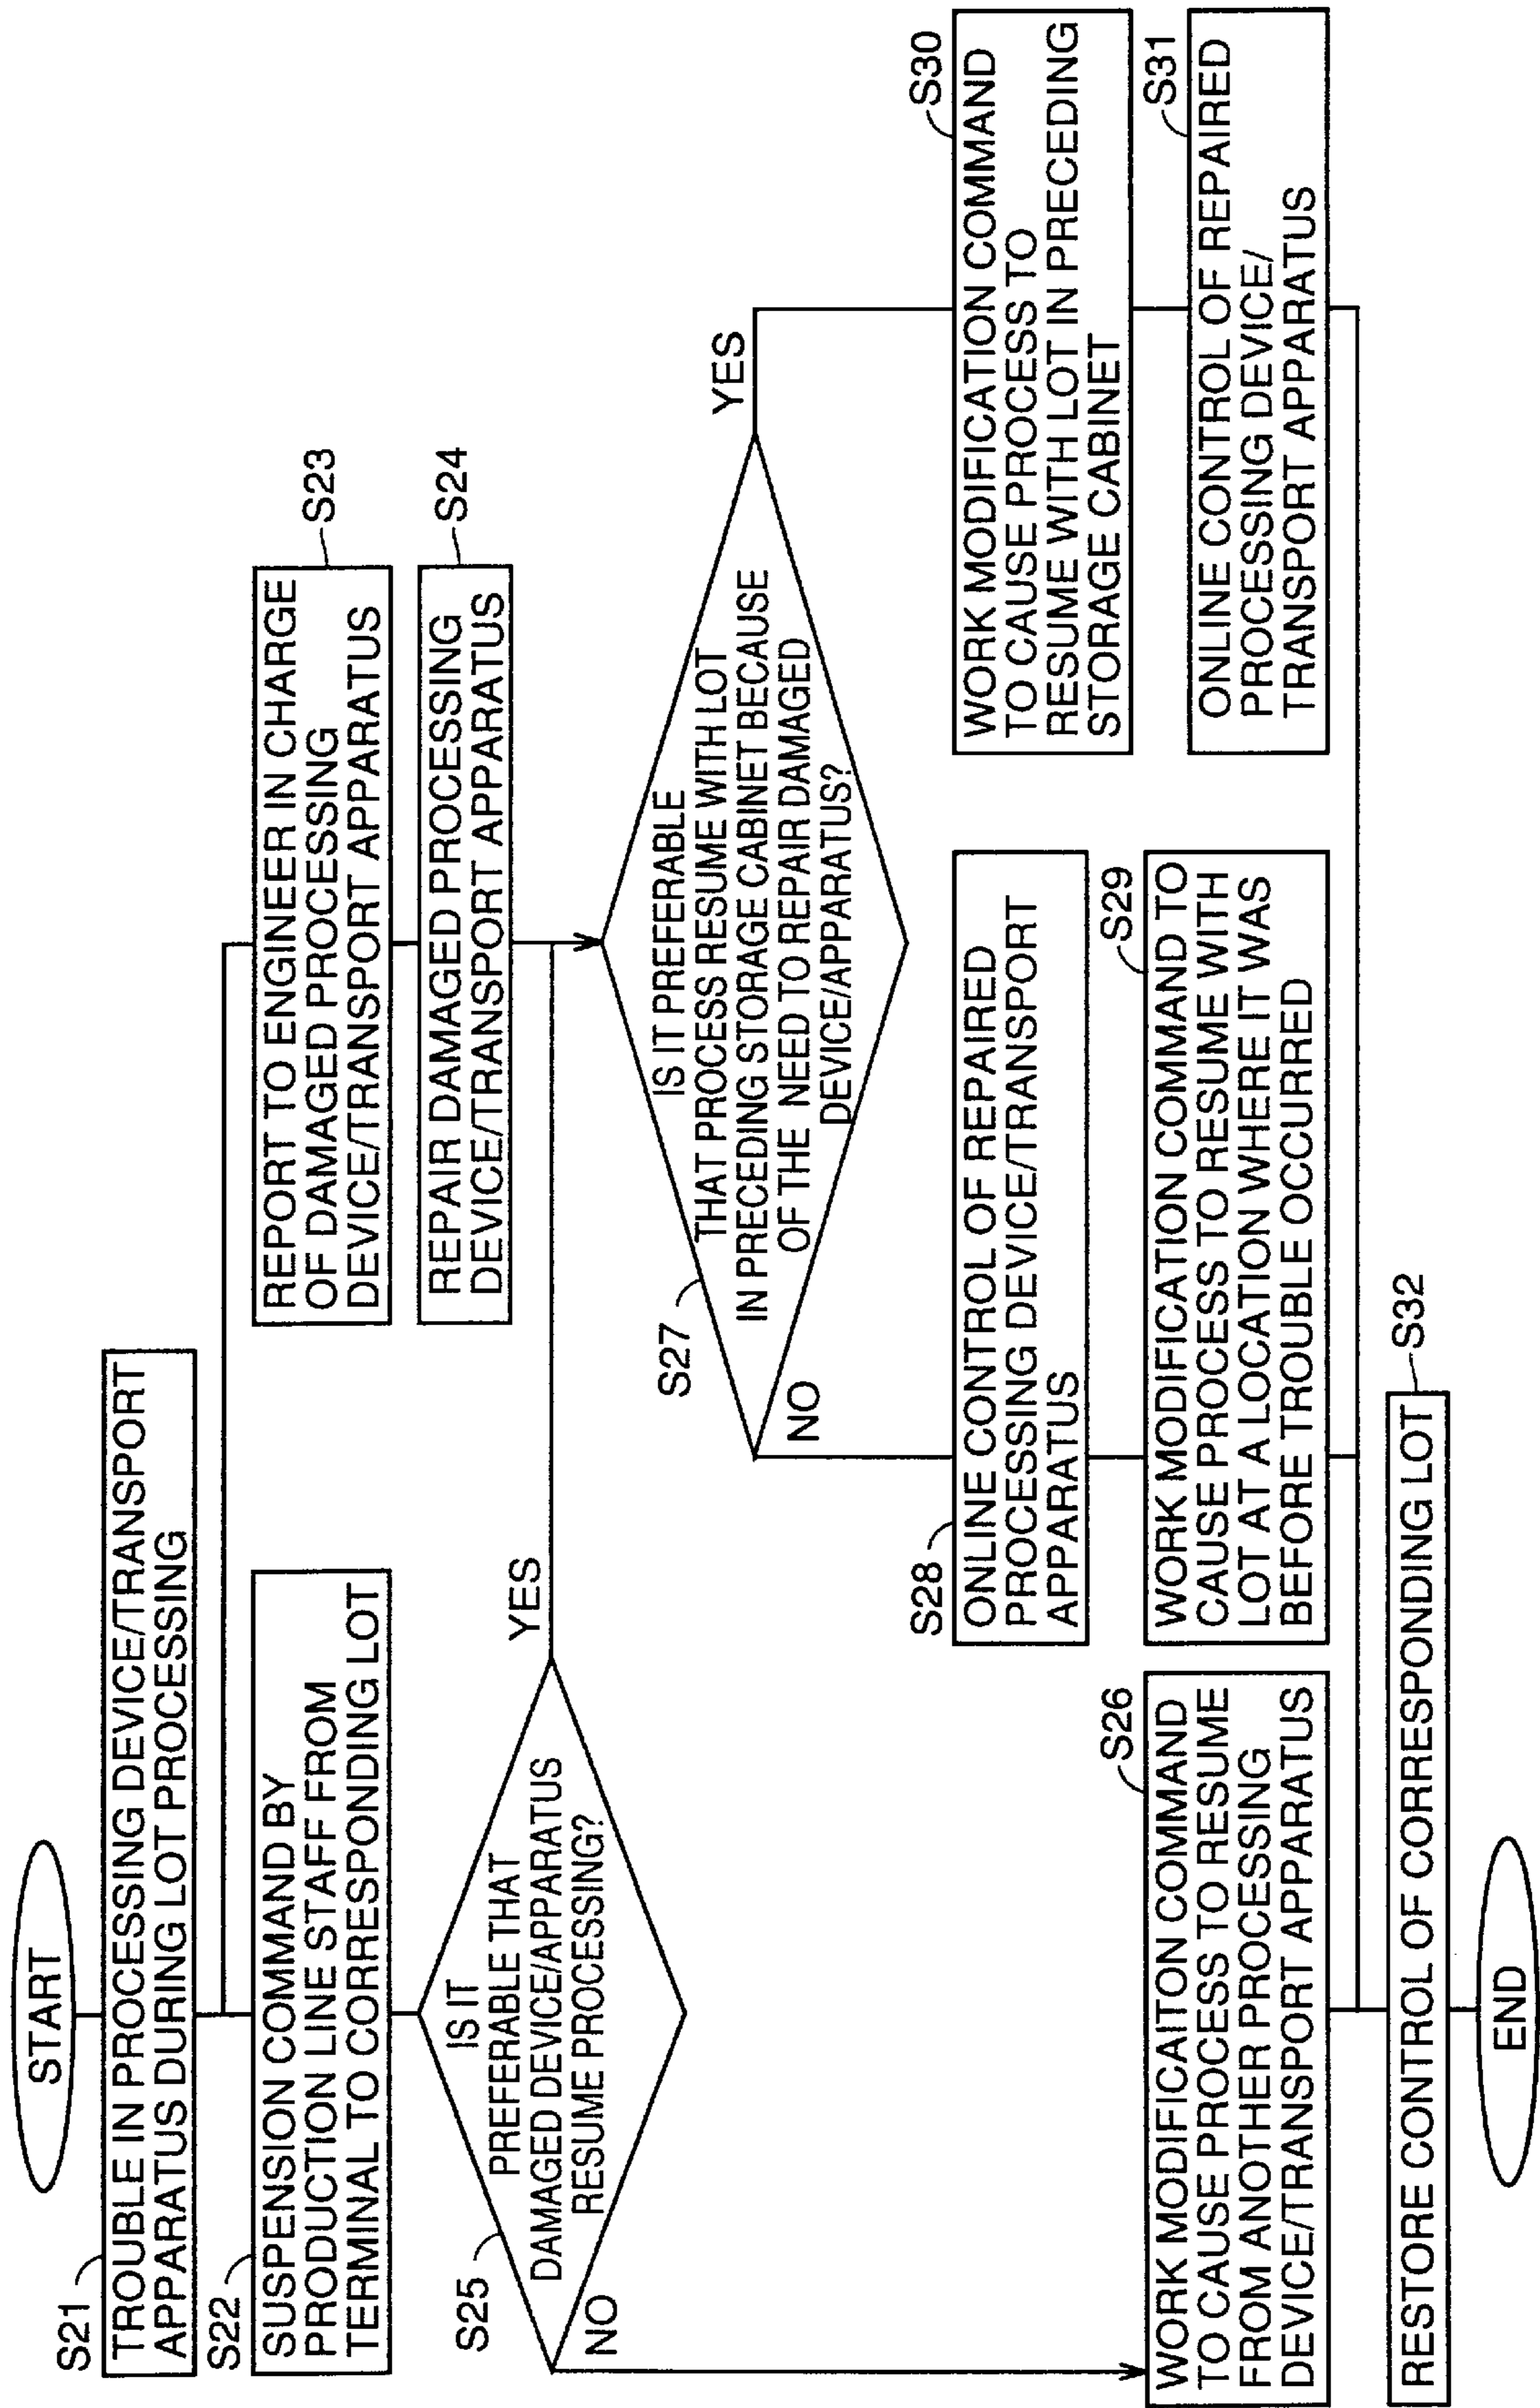 START
S21
TROUBLE IN PROCESSING DEVICE/TRANSPORT
APPARATUS DURING LOT PROCESSING
S22
SUSPENSION COMMAND BY
PRODUCTION LINE STAFF FROM
TERMINAL TO CORRESPONDING LOT
S23
REPORT TO ENGINEER IN CHARGE
OF DAMAGED PROCESSING
DEVICE/TRANSPORT APPARATUS
S24
REPAIR DAMAGED PROCESSING
DEVICE/TRANSPORT APPARATUS
S25
IS IT
PREFERABLE THAT
DAMAGED DEVICE/APPARATUS
RESUME PROCESSING?
YES
NO
S27
IS IT PREFERABLE
THAT PROCESS RESUME WITH LOT
IN PRECEDING STORAGE CABINET BECAUSE
OF THE NEED TO REPAIR DAMAGED
DEVICE/APPARATUS?
YES
NO
S28
ONLINE CONTROL OF REPAIRED
PROCESSING DEVICE/TRANSPORT
APPARATUS
S30
WORK MODIFICATION COMMAND
TO CAUSE PROCESS TO
RESUME WITH LOT IN PRECEDING
STORAGE CABINET
S26
WORK MODIFICAITON COMMAND
TO CAUSE PROCESS TO RESUME
FROM ANOTHER PROCESSING
DEVICE/TRANSPORT APPARATUS
S29
WORK MODIFICATION COMMAND TO
CAUSE PROCESS TO RESUME WITH
LOT AT A LOCATION WHERE IT WAS
BEFORE TROUBLE OCCURRED
S31
ONLINE CONTROL OF REPAIRED
PROCESSING DEVICE/
TRANSPORT APPARATUS
S32
RESTORE CONTROL OF CORRESPONDING LOT
END